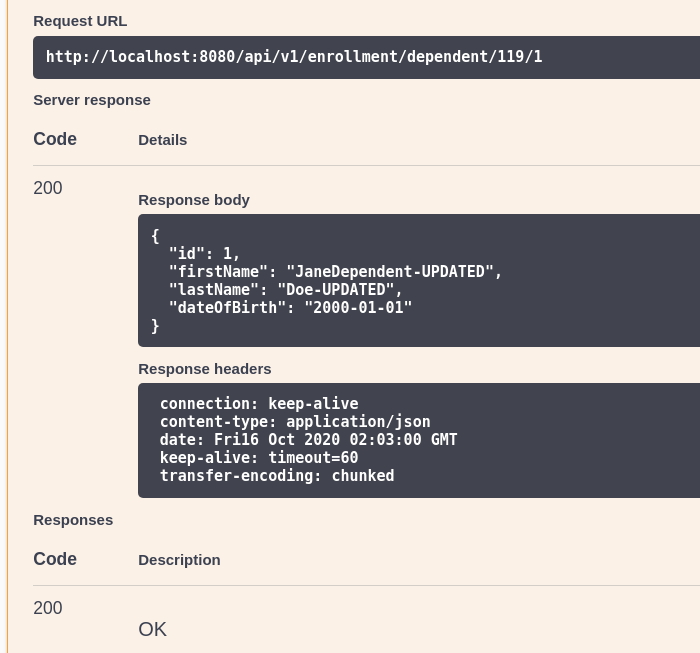 Request URL
http://localhost:8080/api/v1/enrollment/dependent/119/1
Server response
Code Details
200
Response body
{
  "id": 1,
  "firstName": "JaneDependent-UPDATED",
  "lastName": "Doe-UPDATED",
  "dateOfBirth": "2000-01-01"
}
Response headers
connection: keep-alive
content-type: application/json
date: Fri16 Oct 2020 02:03:00 GMT
keep-alive: timeout=60
transfer-encoding: chunked
Responses
Code Description
200
OK